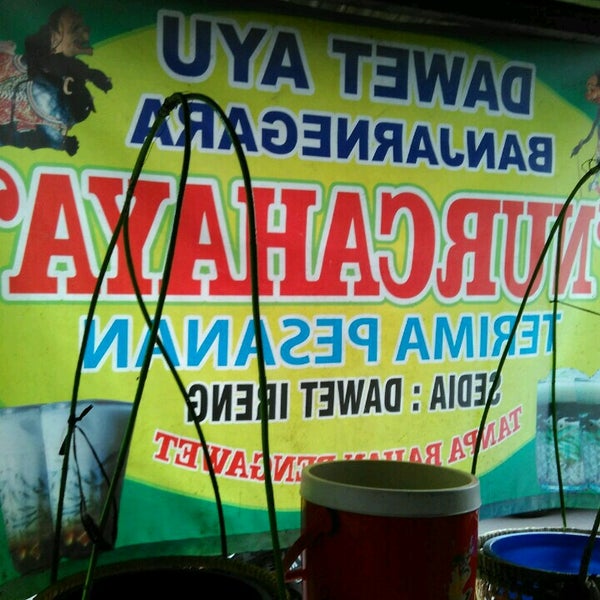 DAWET AYU
BANJARNEGARA
"NURCAHAYA"
TERIMA PESANAN
SEDIA : DAWET IRENG
TANPA BAHAN PENGAWET